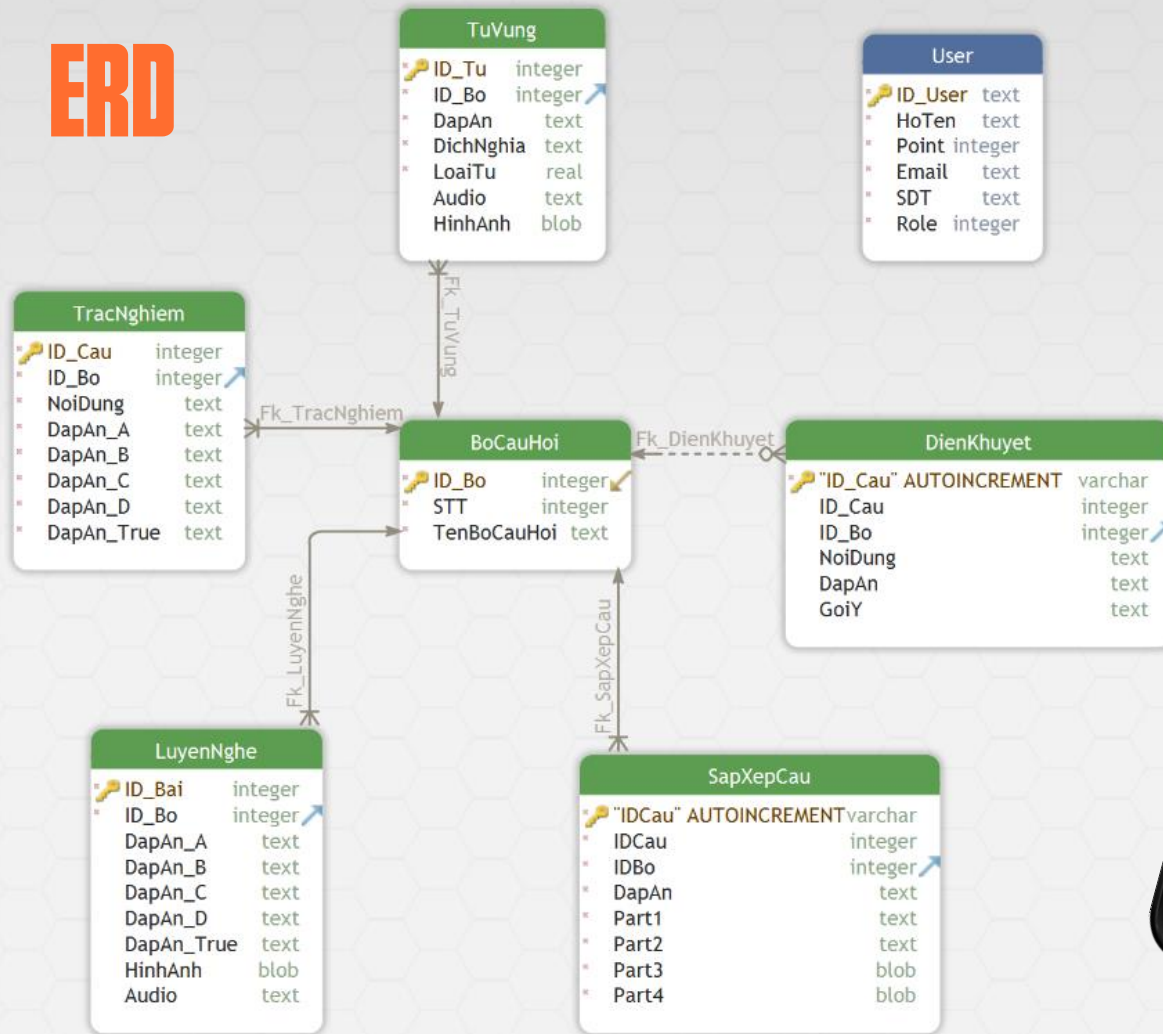 ERD
TuVung
ID_Tu integer
ID_Bo integer
DapAn text
DichNghia text
LoaiTu real
Audio text
HinhAnh blob
User
ID_User text
HoTen text
Point integer
Email text
SDT text
Role integer
Fk_TuVung
TracNghiem
ID_Cau integer
ID_Bo integer
NoiDung text
DapAn_A text
DapAn_B text
DapAn_C text
DapAn_D text
DapAn_True text
Fk_TracNghiem
BoCauHoi
ID_Bo integer
STT integer
TenBoCauHoi text
Fk_DienKhuyet
DienKhuyet
"ID_Cau" AUTOINCREMENT varchar
ID_Cau integer
ID_Bo integer
NoiDung text
DapAn text
GoiY text
Fk_LuyenNghe
Fk_SapXepCau
LuyenNghe
ID_Bai integer
ID_Bo integer
DapAn_A text
DapAn_B text
DapAn_C text
DapAn_D text
DapAn_True text
HinhAnh blob
Audio text
SapXepCau
"IDCau" AUTOINCREMENT varchar
IDCau integer
IDBo integer
DapAn text
Part1 text
Part2 text
Part3 blob
Part4 blob